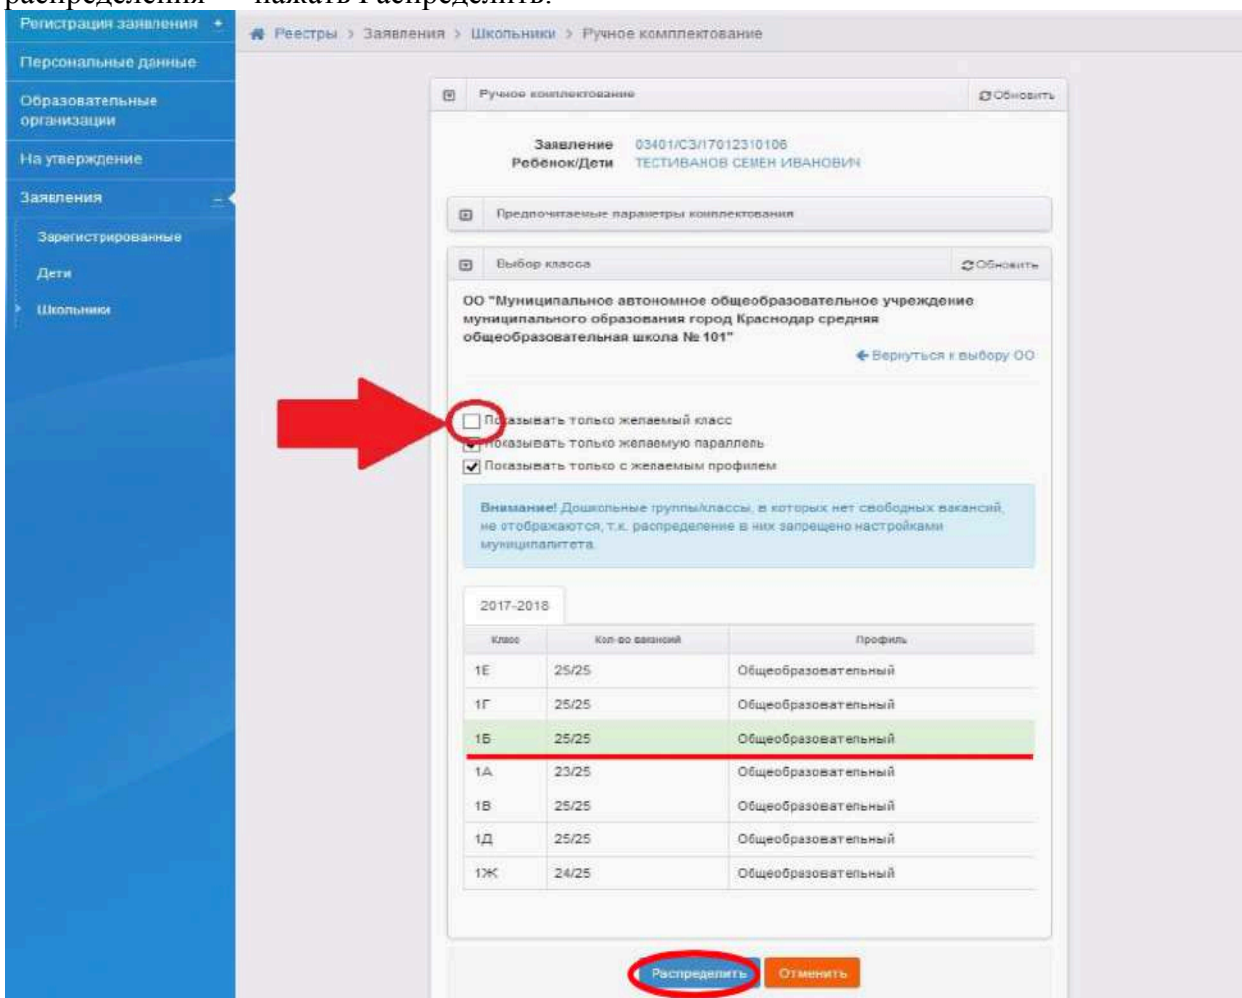 распределения — нажать Распределить.
Регистрация заявления +
Персональные данные
Образовательные
организации
На утверждение
Заявления –
Зарегистрированные
Дети
Школьники
Реестры > Заявления > Школьники > Ручное комплектование
Ручное комплектование Обновить
Заявление 03401/СЗ/17012310106
Ребёнок/Дети ТЕСТИВАНОВ СЕМЕН ИВАНОВИЧ
Предпочитаемые параметры комплектования
Выбор класса Обновить
ОО "Муниципальное автономное общеобразовательное учреждение
муниципального образования город Краснодар средняя
общеобразовательная школа № 101"
Вернуться к выбору ОО
Показывать только желаемый класс
Показывать только желаемую параллель
Показывать только с желаемым профилем
Внимание! Дошкольные группы/классы, в которых нет свободных вакансий,
не отображаются, т.к. распределение в них запрещено настройками
муниципалитета.
2017-2018
Класс Кол-во вакансий Профиль
1Е 25/25 Общеобразовательный
1Г 25/25 Общеобразовательный
1Б 25/25 Общеобразовательный
1А 23/25 Общеобразовательный
1В 25/25 Общеобразовательный
1Д 25/25 Общеобразовательный
1Ж 24/25 Общеобразовательный
Распределить Отменить